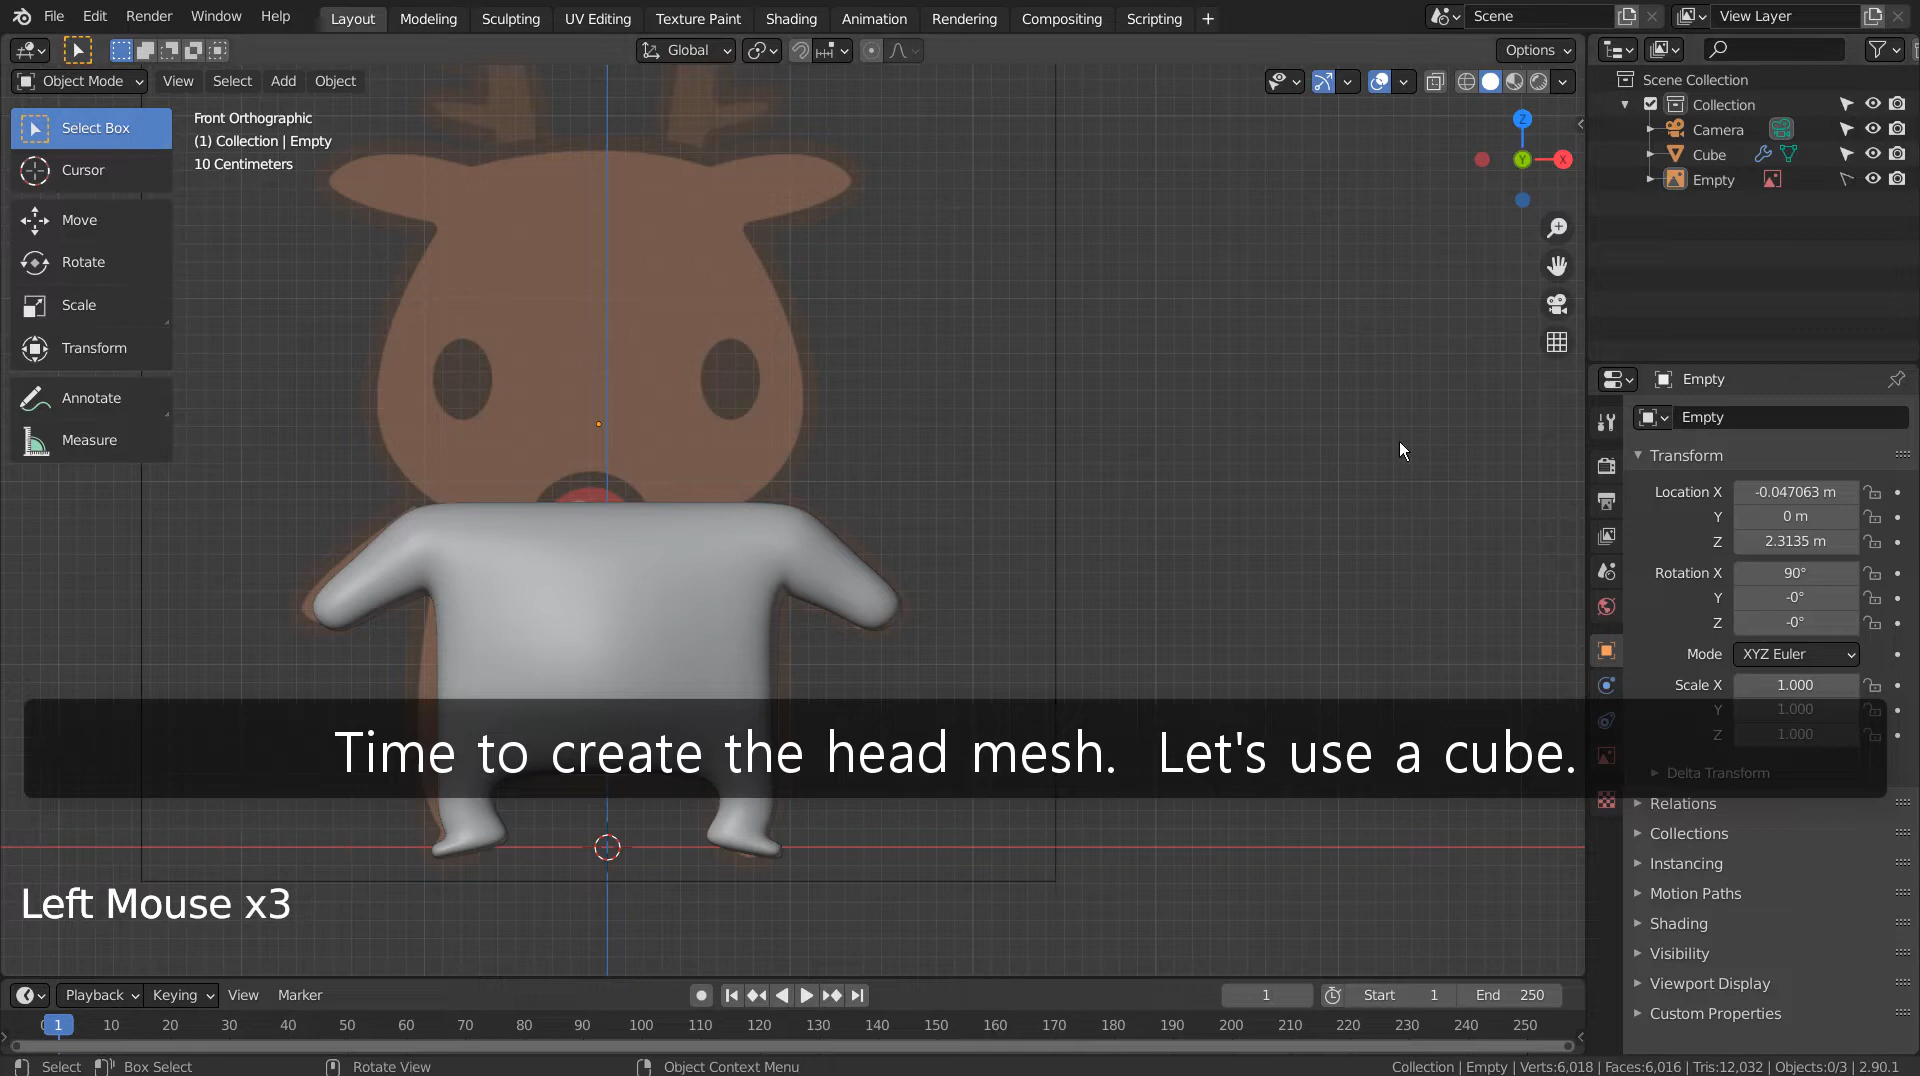 File Edit Render Window Help Layout Modeling Sculpting UV Editing Texture Paint Shading Animation Rendering Compositing Scripting + Scene View Layer
Global Options
Object Mode View Select Add Object
Select Box
Cursor
Move
Rotate
Scale
Transform
Annotate
Measure
Front Orthographic
(1) Collection | Empty
10 Centimeters
Z
Y
X
Scene Collection
Collection
Camera
Cube
Empty
Empty
Empty
Transform
Location X -0.047063 m
Y 0 m
Z 2.3135 m
Rotation X 90°
Y -0°
Z -0°
Mode XYZ Euler
Scale X 1.000
Y 1.000
Z 1.000
Delta Transform
Relations
Collections
Instancing
Motion Paths
Shading
Visibility
Viewport Display
Custom Properties
Time to create the head mesh. Let's use a cube.
Left Mouse x3
Playback Keying View Marker 1 Start 1 End 250
1 10 20 30 40 50 60 70 80 90 100 110 120 130 140 150 160 170 180 190 200 210 220 230 240 250
Select Box Select Rotate View Object Context Menu Collection | Empty | Verts:6,018 | Faces:6,016 | Tris:12,032 | Objects:0/3 | 2.90.1